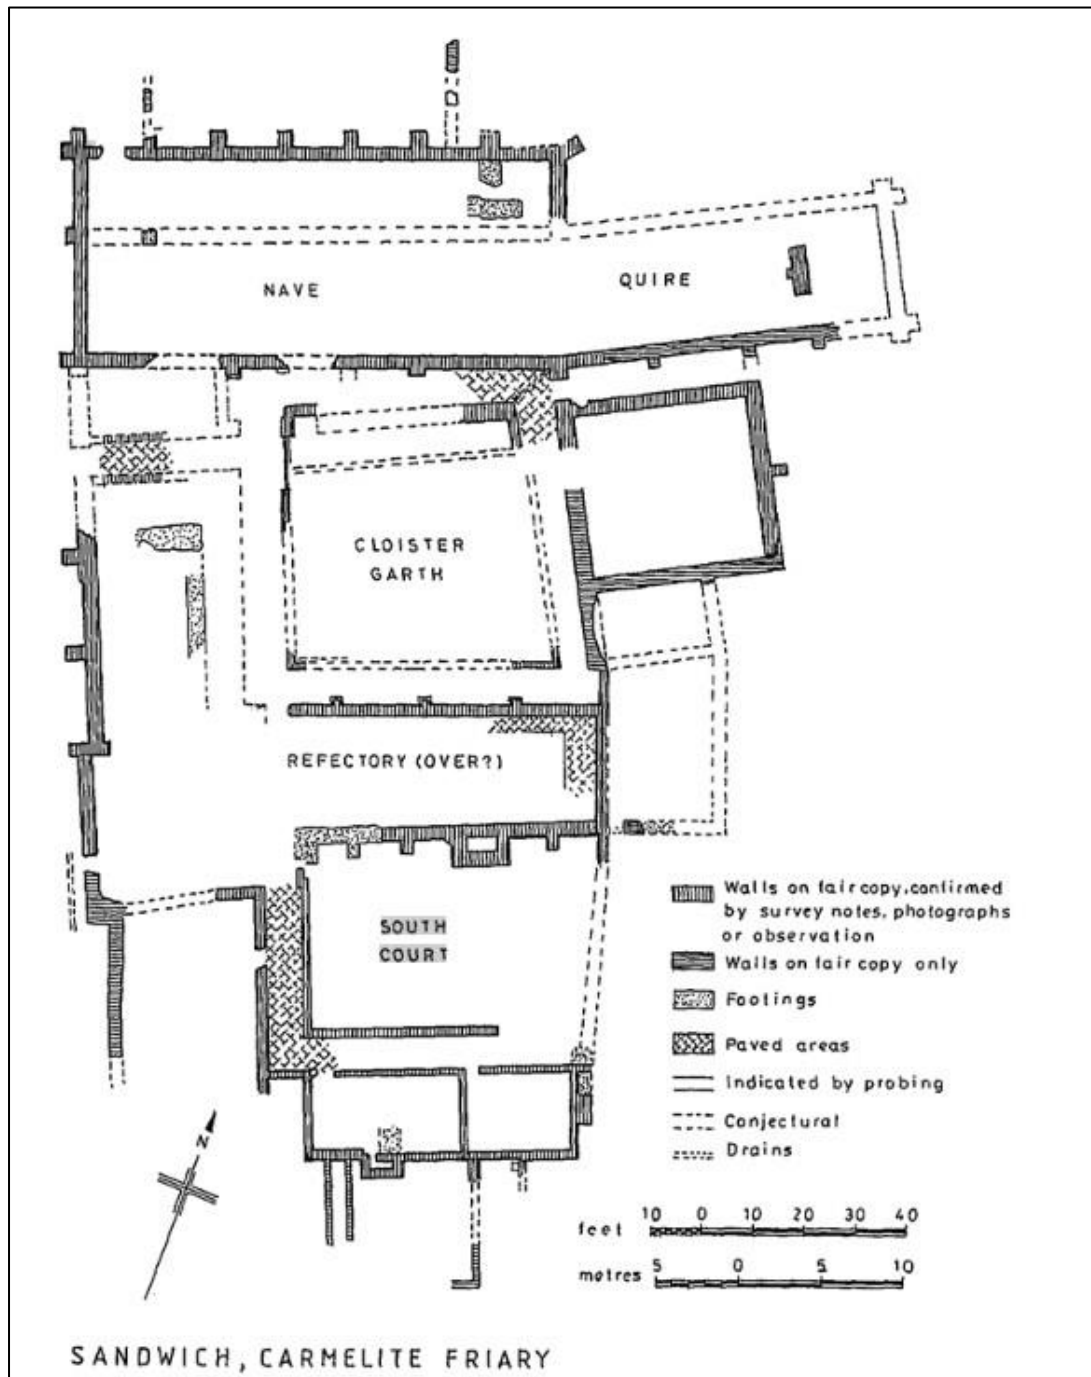 NAVE
QUIRE
CLOISTER
GARTH
REFECTORY (OVER?)
SOUTH
COURT
Walls on fair copy, confirmed
by survey notes, photographs
or observation
Walls on fair copy only
Footings
Paved areas
Indicated by probing
Conjectural
Drains
N
feet 10 0 10 20 30 40
metres 5 0 5 10
SANDWICH, CARMELITE FRIARY